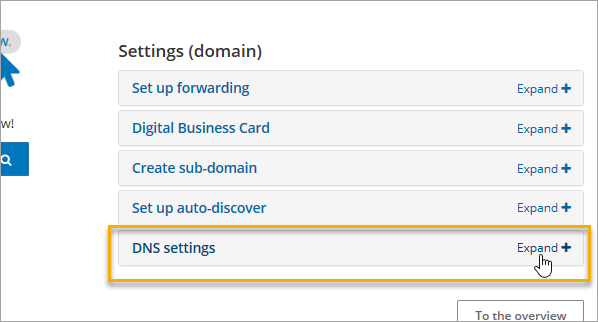 w.
w!
Settings (domain)
Set up forwarding Expand
Digital Business Card Expand
Create sub-domain Expand
Set up auto-discover Expand
DNS settings Expand
To the overview